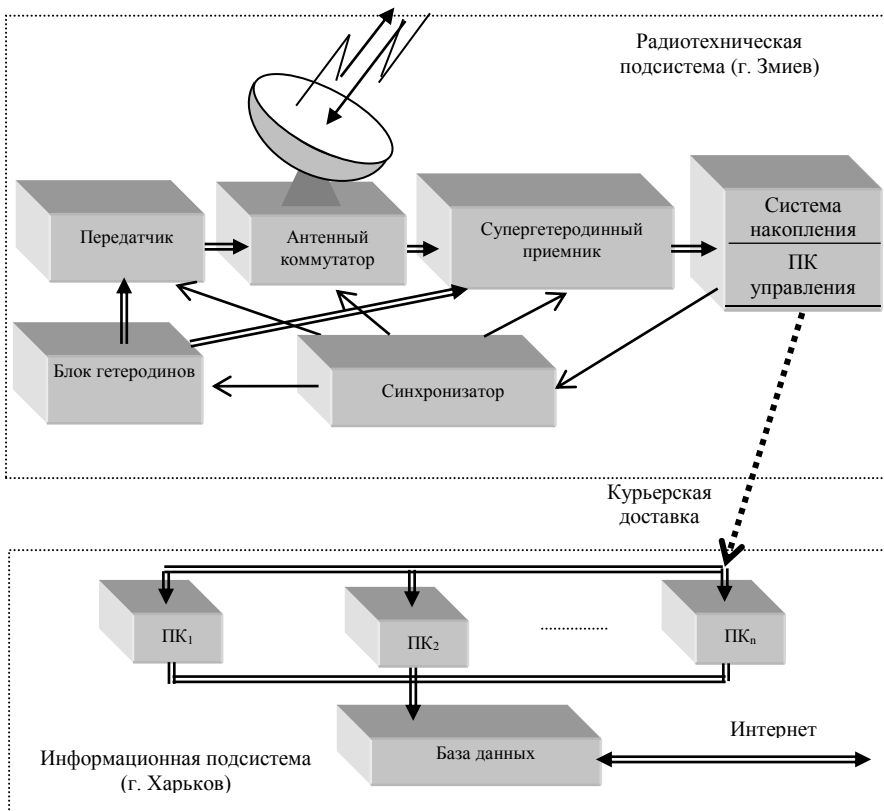 Радиотехническая
подсистема (г. Змиев)
Передатчик
Антенный
коммутатор
Супергетеродинный
приемник
Система
накопления
ПК
управления
Блок гетеродинов
Синхронизатор
Курьерская
доставка
ПК1
ПК2
..................
ПКn
База данных
Интернет
Информационная подсистема
(г. Харьков)